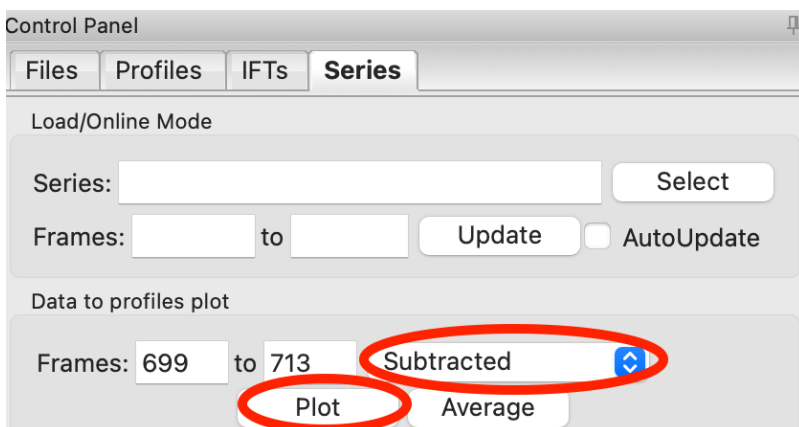 Control Panel
Files Profiles IFTs Series
Load/Online Mode
Series: Select
Frames: to Update AutoUpdate
Data to profiles plot
Frames: 699 to 713 Subtracted
Plot Average